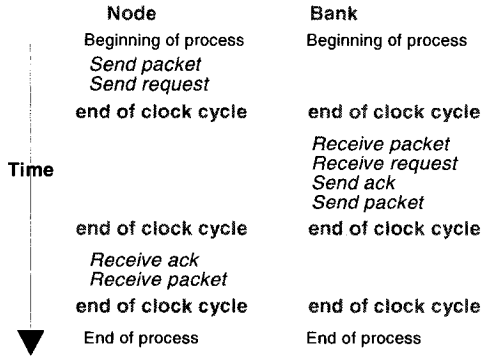 Node Bank
Beginning of process Beginning of process
Send packet
Send request
end of clock cycle end of clock cycle
Receive packet
Receive request
Time
Send ack
Send packet
end of clock cycle end of clock cycle
Receive ack
Receive packet
end of clock cycle end of clock cycle
End of process End of process